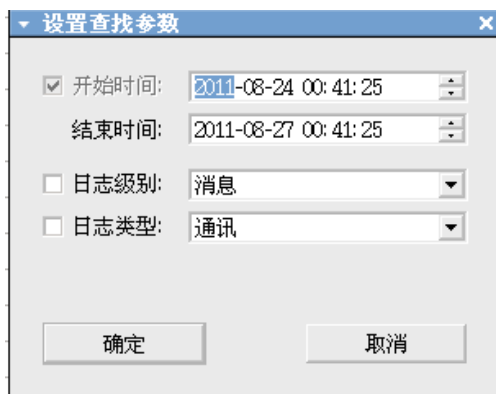 设置查找参数
开始时间: 2011-08-24 00:41:25
结束时间: 2011-08-27 00:41:25
日志级别: 消息
日志类型: 通讯
确定 取消